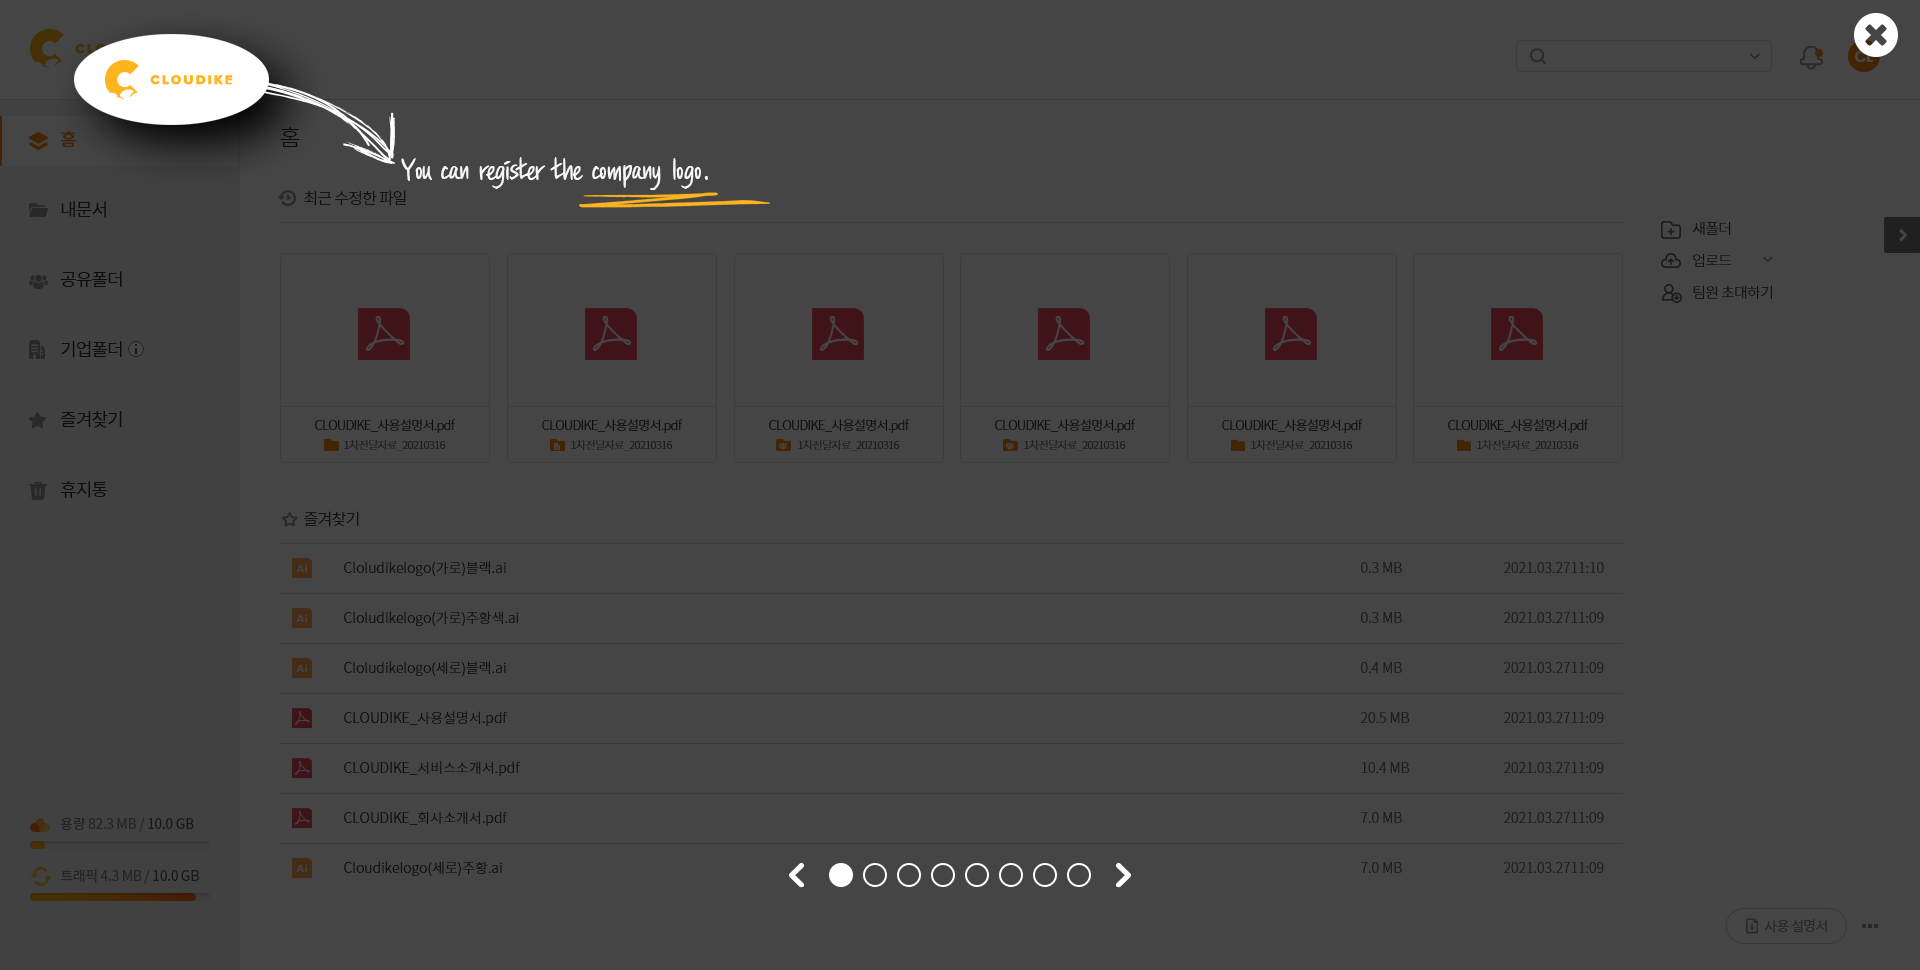 CLOUDIKE
홈
내문서
공유폴더
기업폴더
즐겨찾기
휴지통
용량 82.3 MB / 10.0 GB
트래픽 4.3 MB / 10.0 GB
홈
You can register the company logo.
최근 수정한 파일
CLOUDIKE_사용설명서.pdf
1차전달자료_20210316
CLOUDIKE_사용설명서.pdf
1차전달자료_20210316
CLOUDIKE_사용설명서.pdf
1차전달자료_20210316
CLOUDIKE_사용설명서.pdf
1차전달자료_20210316
CLOUDIKE_사용설명서.pdf
1차전달자료_20210316
CLOUDIKE_사용설명서.pdf
1차전달자료_20210316
즐겨찾기
Ai Cloludikelogo(가로)블랙.ai 0.3 MB 2021.03.2711:10
Ai Cloludikelogo(가로)주황색.ai 0.3 MB 2021.03.2711:09
Ai Cloludikelogo(세로)블랙.ai 0.4 MB 2021.03.2711:09
CLOUDIKE_사용설명서.pdf 20.5 MB 2021.03.2711:09
CLOUDIKE_서비스소개서.pdf 10.4 MB 2021.03.2711:09
CLOUDIKE_회사소개서.pdf 7.0 MB 2021.03.2711:09
Ai Cloudikelogo(세로)주황.ai 7.0 MB 2021.03.2711:09
새폴더
업로드
팀원 초대하기
사용 설명서